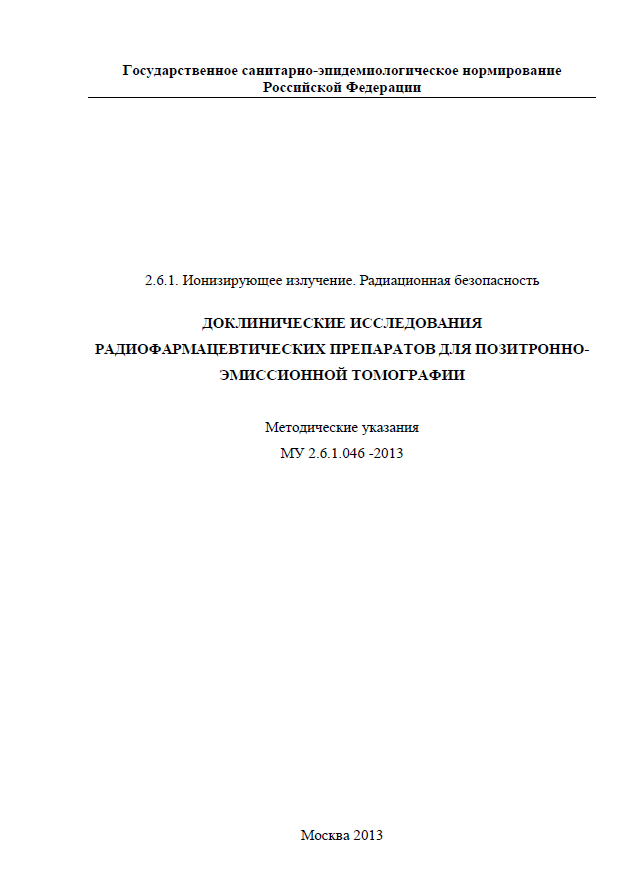 Государственное санитарно-эпидемиологическое нормирование
Российской Федерации
2.6.1. Ионизирующее излучение. Радиационная безопасность
ДОКЛИНИЧЕСКИЕ ИССЛЕДОВАНИЯ
РАДИОФАРМАЦЕВТИЧЕСКИХ ПРЕПАРАТОВ ДЛЯ ПОЗИТРОННО-
ЭМИССИОННОЙ ТОМОГРАФИИ
Методические указания
МУ 2.6.1.046 -2013
Москва 2013